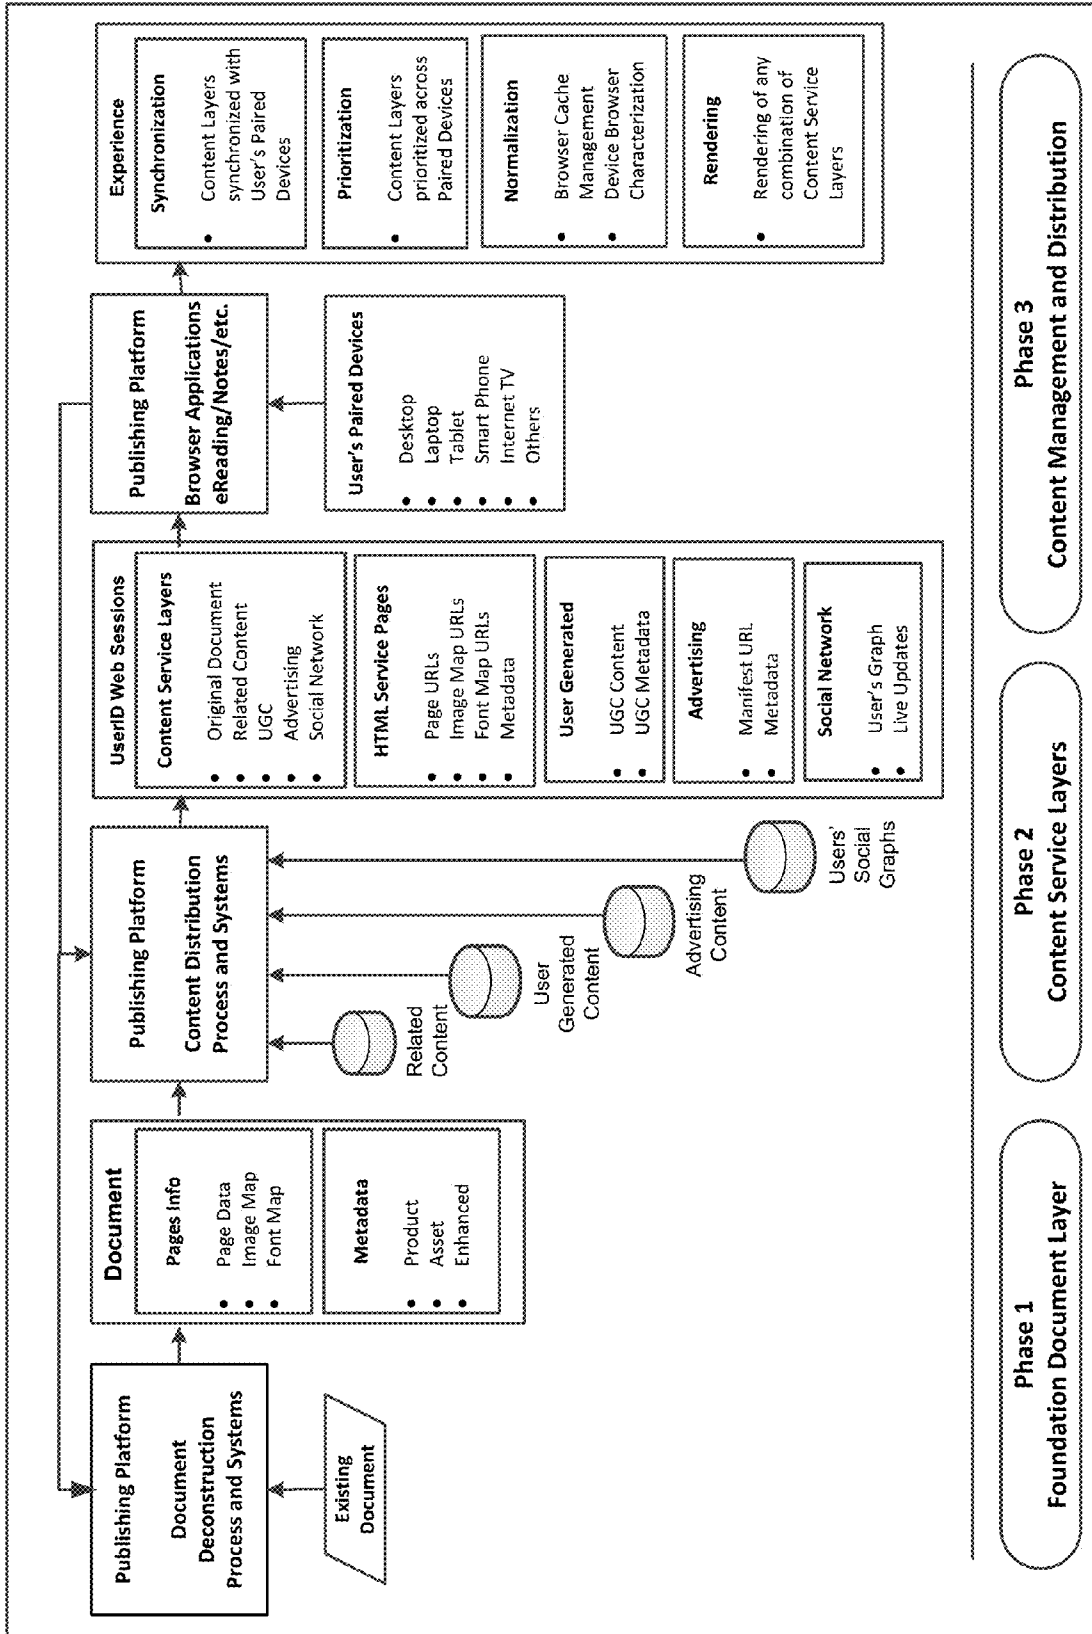 Publishing Platform
Document
Deconstruction
Process and Systems
Existing
Document
Document
Pages Info
• Page Data
• Image Map
• Font Map
Metadata
• Product
• Asset
• Enhanced
Publishing Platform
Content Distribution
Process and Systems
Related
Content
User
Generated
Content
Advertising
Content
Users'
Social
Graphs
UserID Web Sessions
Content Service Layers
• Original Document
• Related Content
• UGC
• Advertising
• Social Network
HTML Service Pages
• Page URLs
• Image Map URLs
• Font Map URLs
• Metadata
User Generated
• UGC Content
• UGC Metadata
Advertising
• Manifest URL
• Metadata
Social Network
• User's Graph
• Live Updates
Publishing Platform
Browser Applications
eReading/Notes/etc.
User's Paired Devices
• Desktop
• Laptop
• Tablet
• Smart Phone
• Internet TV
• Others
Experience
Synchronization
• Content Layers
synchronized with
User's Paired
Devices
Prioritization
• Content Layers
prioritized across
Paired Devices
Normalization
• Browser Cache
Management
• Device Browser
Characterization
Rendering
• Rendering of any
combination of
Content Service
Layers
Phase 1
Foundation Document Layer
Phase 2
Content Service Layers
Phase 3
Content Management and Distribution